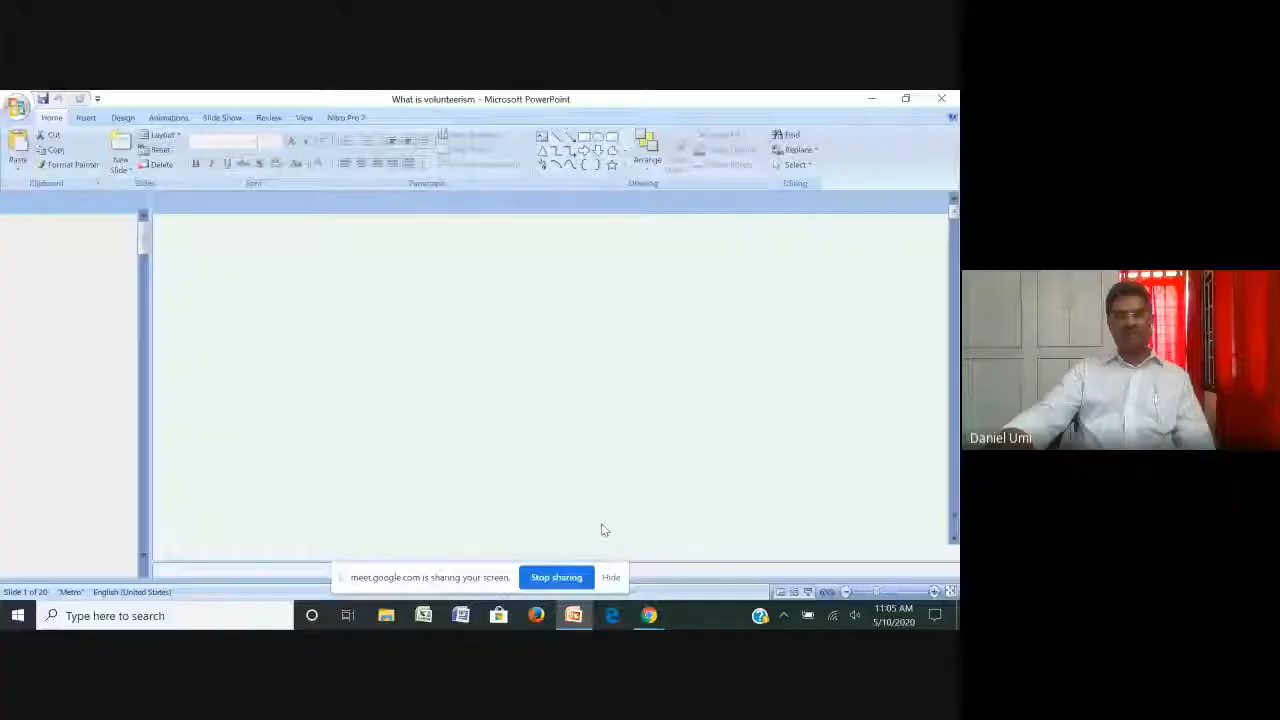 What is volunteerism - Microsoft PowerPoint
Home Insert Design Animations Slide Show Review View Nitro Pro 7
Cut
Copy
Format Painter
Paste
Clipboard
New
Slide
Layout
Reset
Delete
Slides
Font
Paragraph
Arrange
Drawing
Find
Replace
Select
Editing
Daniel Umi
meet.google.com is sharing your screen. Stop sharing Hide
Slide 1 of 20 "Metro" English (United States)
Type here to search
11:05 AM
5/10/2020